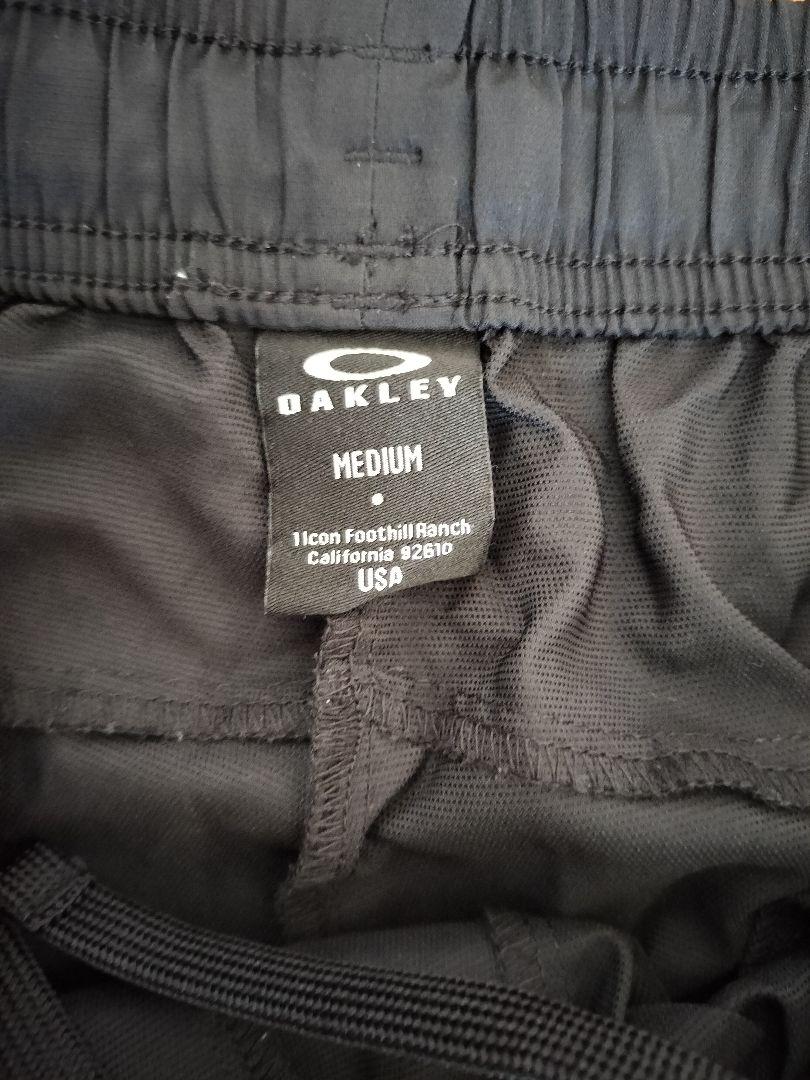 OAKLEY
MEDIUM
1 Icon Foothill Ranch
California 92610
USA